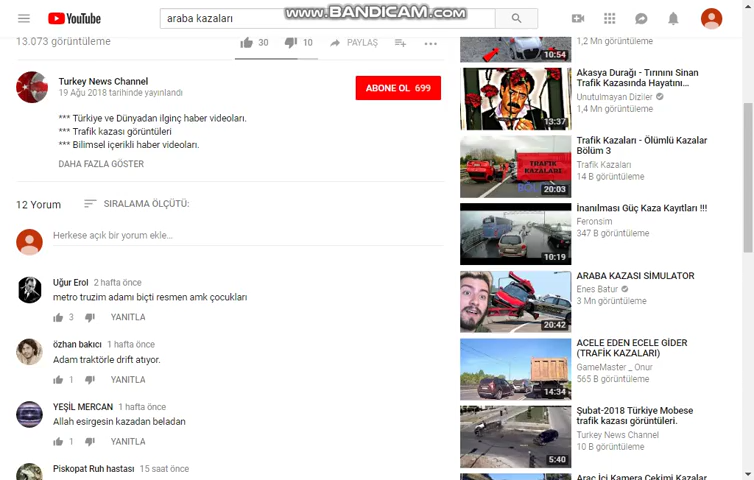 www.BANDICAM.com
YouTube
araba kazaları
13.073 görüntüleme
30
10
PAYLAŞ
Turkey News Channel
19 Ağu 2018 tarihinde yayınlandı
ABONE OL 699
*** Türkiye ve Dünyadan ilginç haber videoları.
*** Trafik kazası görüntüleri
*** Bilimsel içerikli haber videoları.
DAHA FAZLA GÖSTER
12 Yorum
SIRALAMA ÖLÇÜTÜ:
Herkese açık bir yorum ekle...
Uğur Erol 2 hafta önce
metro truzim adamı biçti resmen amk çocukları
3 YANITLA
özhan bakıcı 1 hafta önce
Adam traktörle drift atıyor.
1 YANITLA
YEŞİL MERCAN 1 hafta önce
Allah esirgesin kazadan beladan
1 YANITLA
Piskopat Ruh hastası 15 saat önce
10:54
1,2 Mn görüntüleme
13:37
Akasya Durağı - Tırınını Sinan
Trafik Kazasında Hayatını...
Unutulmayan Diziler
1,4 Mn görüntüleme
TRAFİK
KAZALARI
20:03
Trafik Kazaları - Ölümlü Kazalar
Bölüm 3
Trafik Kazaları
14 B görüntüleme
10:19
İnanılması Güç Kaza Kayıtları !!!
Feronsim
347 B görüntüleme
20:42
ARABA KAZASI SİMULATOR
Enes Batur
3 Mn görüntüleme
14:34
ACELE EDEN ECELE GİDER
(TRAFİK KAZALARI)
GameMaster _ Onur
565 B görüntüleme
5:40
Şubat-2018 Türkiye Mobese
trafik kazası görüntüleri.
Turkey News Channel
10 B görüntüleme
Araç İçi Kamera Çekimi Kazalar